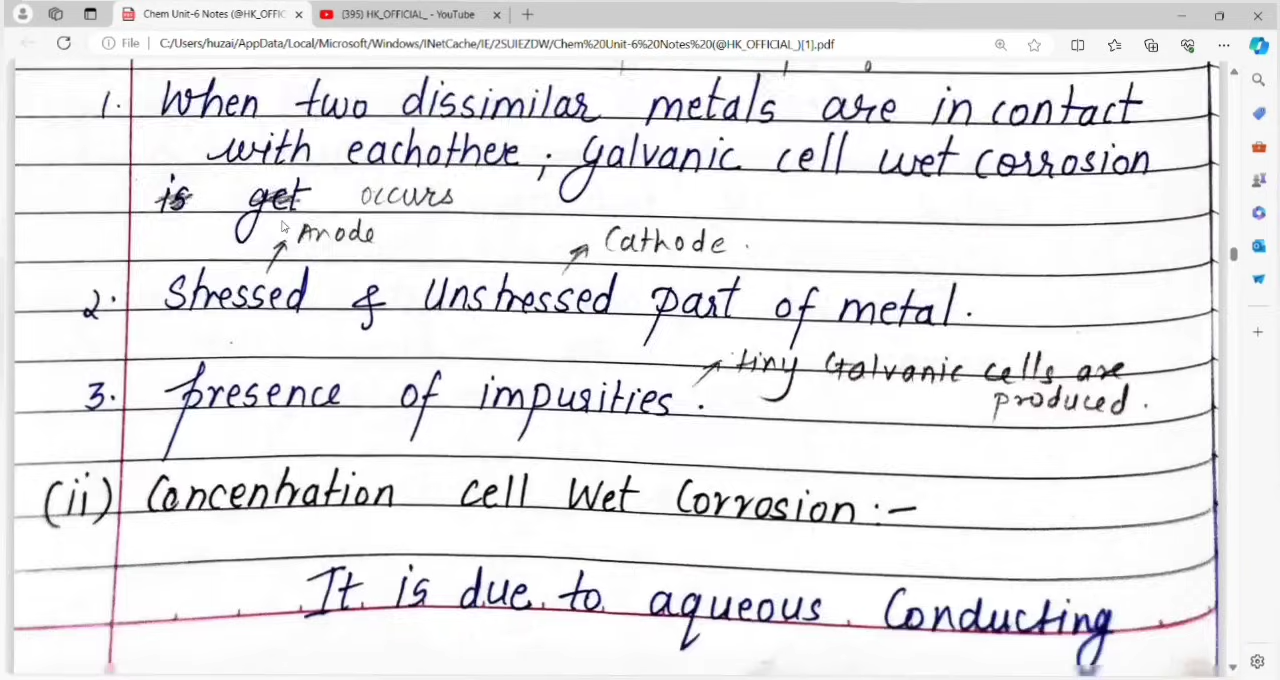 Chem Unit-6 Notes (@HK_OFFIC
(395) HK_OFFICIAL_ - YouTube
File
C:/Users/huzai/AppData/Local/Microsoft/Windows/INetCache/IE/2SUIEZDW/Chem%20Unit-6%20Notes%20(@HK_OFFICIAL_)[1].pdf
1. When two dissimilar metals are in contact
with eachother; galvanic cell wet corrosion
is get occurs
Anode
Cathode.
2. Stressed & Unstressed part of metal.
tiny Galvanic cells are
3. presence of impurities.
produced.
(ii) Concentration cell Wet Corrosion :-
It is due to aqueous Conducting